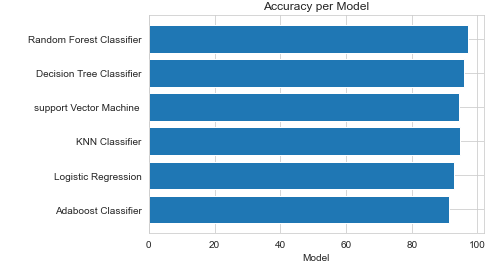 Accuracy per Model
Random Forest Classifier
Decision Tree Classifier
support Vector Machine
KNN Classifier
Logistic Regression
Adaboost Classifier
0 20 40 60 80 100
Model